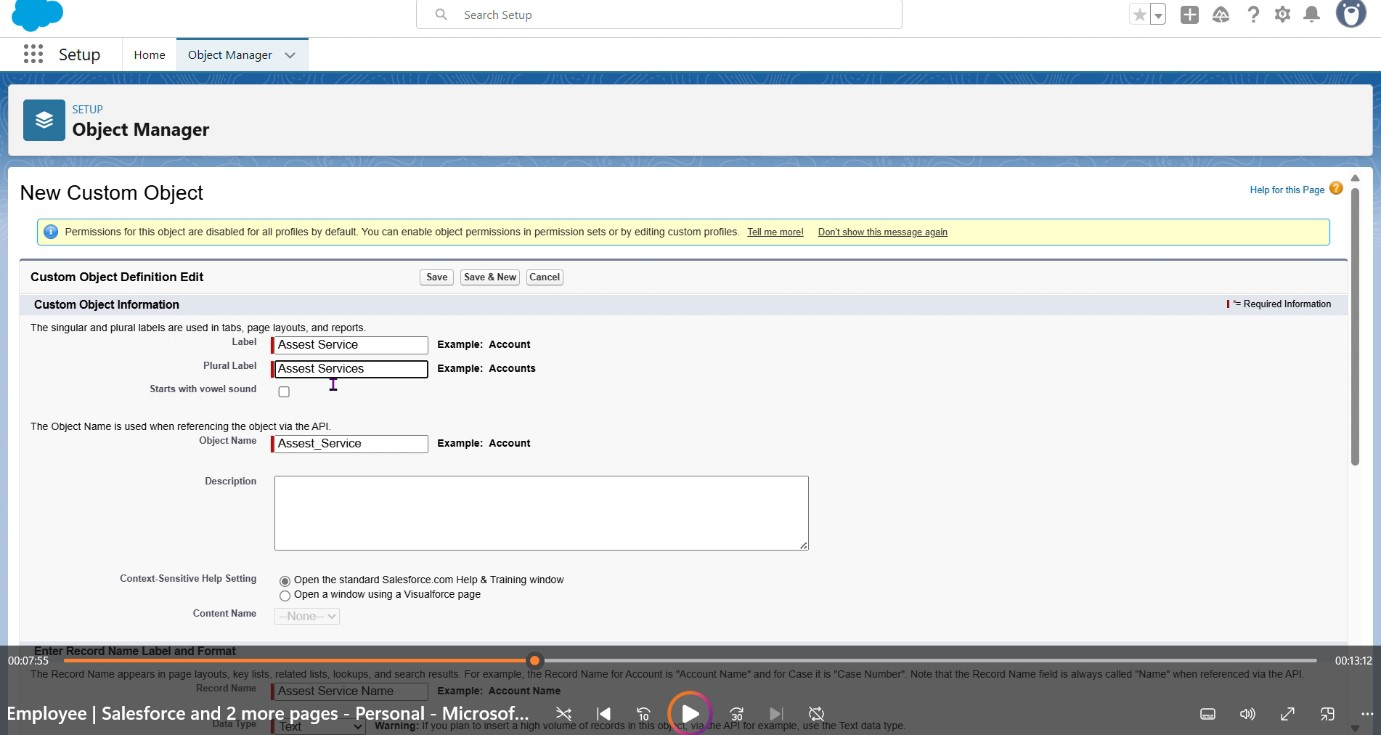 Search Setup
Setup
Home
Object Manager
SETUP
Object Manager
New Custom Object
Help for this Page
Permissions for this object are disabled for all profiles by default. You can enable object permissions in permission sets or by editing custom profiles. Tell me more! Don't show this message again
Custom Object Definition Edit
Save
Save & New
Cancel
Custom Object Information
= Required Information
The singular and plural labels are used in tabs, page layouts, and reports.
Label Assest Service Example: Account
Plural Label Assest Services Example: Accounts
Starts with vowel sound
The Object Name is used when referencing the object via the API.
Object Name Assest_Service Example: Account
Description
Context-Sensitive Help Setting Open the standard Salesforce.com Help & Training window
Open a window using a Visualforce page
Content Name --None--
Enter Record Name Label and Format
00:07:55
00:13:12
The Record Name appears in page layouts, key lists, related lists, lookups, and search results. For example, the Record Name for Account is "Account Name" and for Case it is "Case Number". Note that the Record Name field is always called "Name" when referenced via the API.
Record Name Assest Service Name Example: Account Name
Employee | Salesforce and 2 more pages - Personal - Microsof...
10
30
Data Type Text Warning: If you plan to insert a high volume of records in this object, via the API for example, use the Text data type.